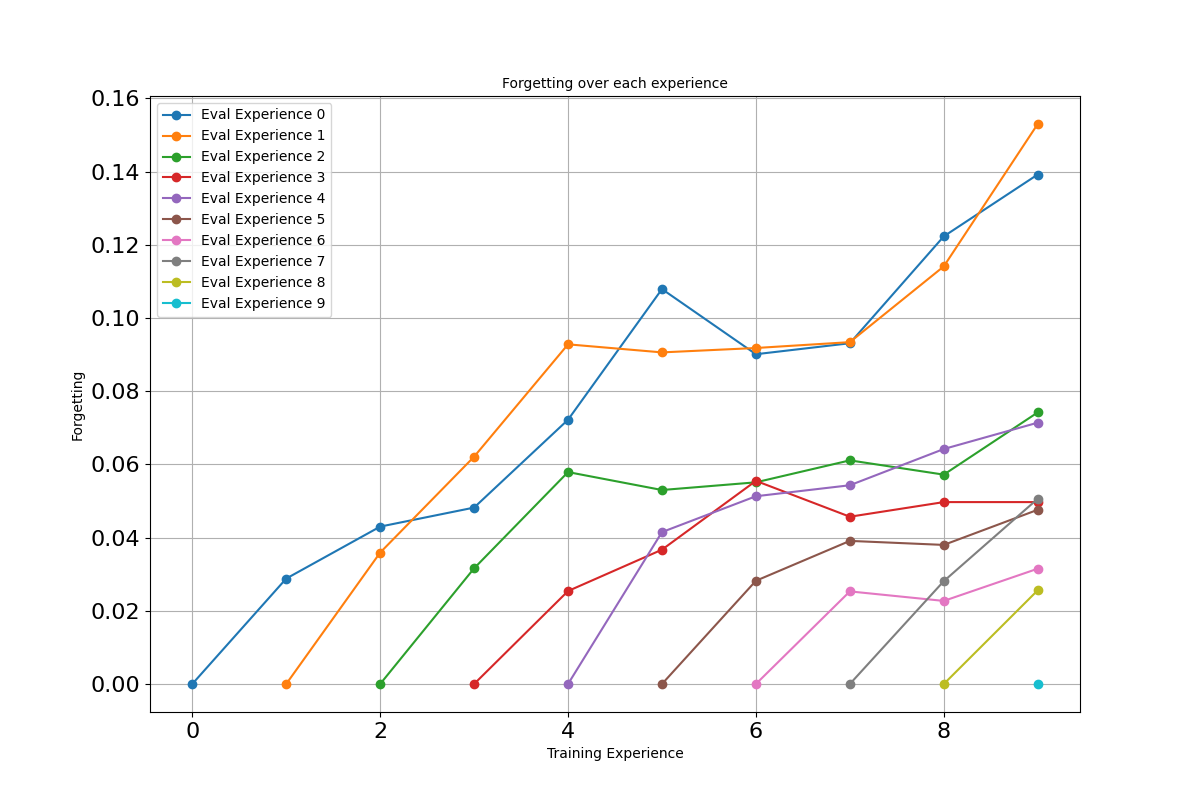 Forgetting over each experience
0.16
0.14
0.12
0.10
0.08
0.06
0.04
0.02
0.00
Forgetting
Eval Experience 0
Eval Experience 1
Eval Experience 2
Eval Experience 3
Eval Experience 4
Eval Experience 5
Eval Experience 6
Eval Experience 7
Eval Experience 8
Eval Experience 9
0 2 4 6 8
Training Experience